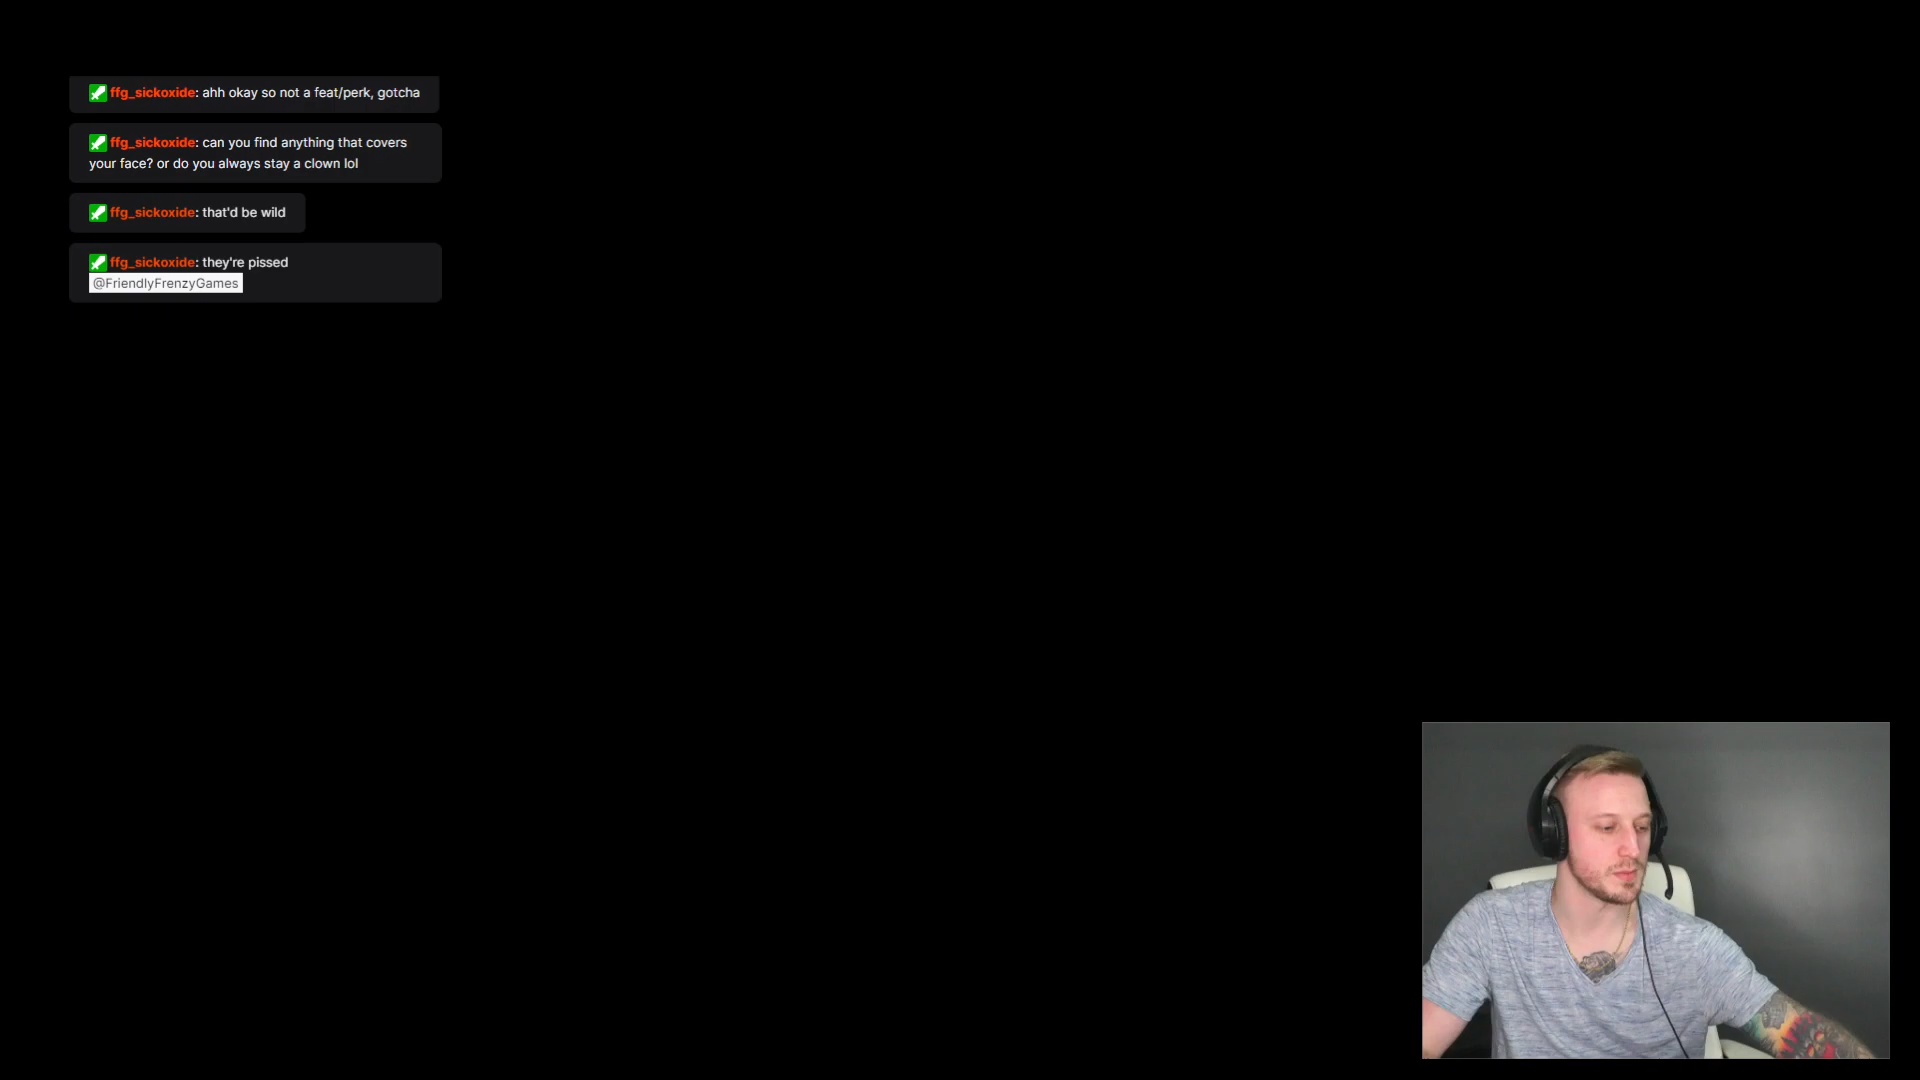 ffg_sickoxide: ahh okay so not a feat/perk, gotcha
ffg_sickoxide: can you find anything that covers
your face? or do you always stay a clown lol
ffg_sickoxide: that'd be wild
ffg_sickoxide: they're pissed
@FriendlyFrenzyGames